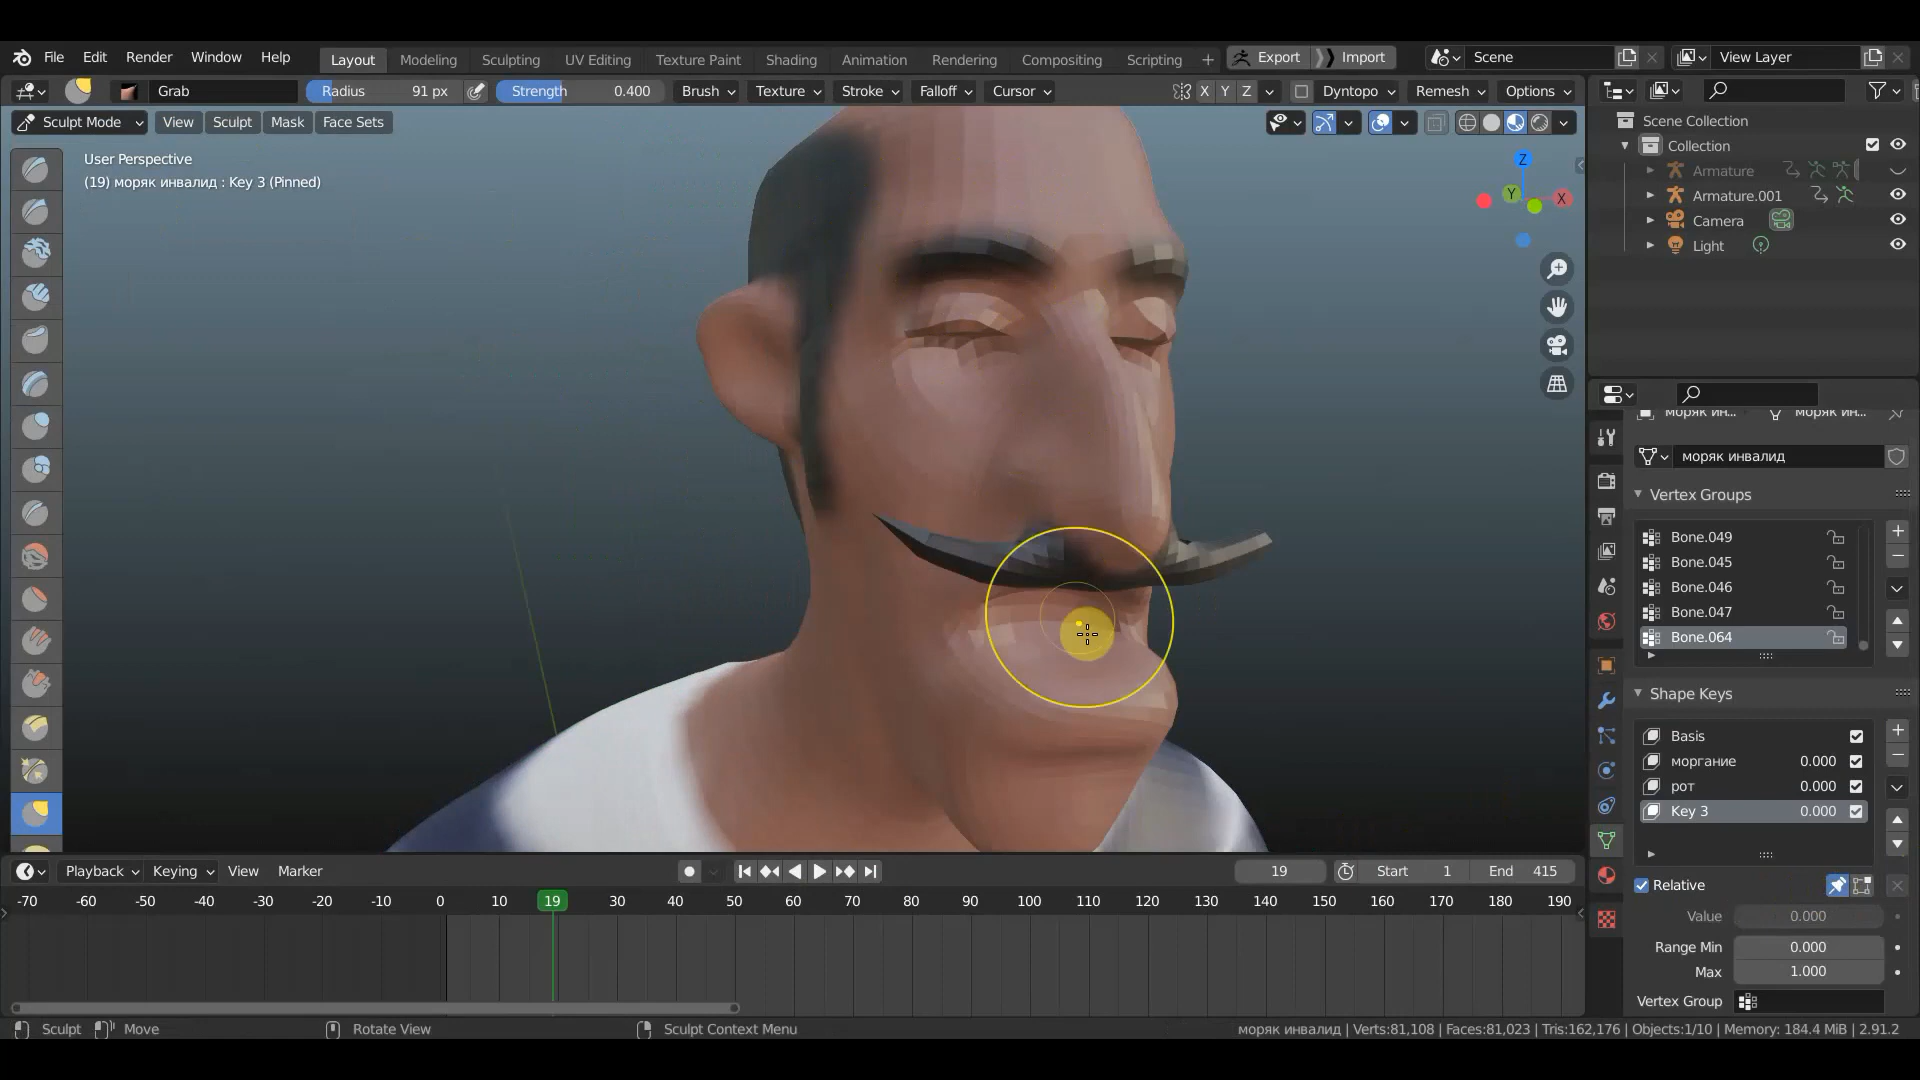 File Edit Render Window Help Layout Modeling Sculpting UV Editing Texture Paint Shading Animation Rendering Compositing Scripting + Export Import Scene View Layer
Grab Radius 91 px Strength 0.400 Brush Texture Stroke Falloff Cursor X Y Z Dyntopo Remesh Options
Sculpt Mode View Sculpt Mask Face Sets
User Perspective
(19) моряк инвалид : Key 3 (Pinned)
Z
Y
X
Scene Collection
Collection
Armature
Armature.001
Camera
Light
моряк ин... моряк ин...
моряк инвалид
Vertex Groups
Bone.049
Bone.045
Bone.046
Bone.047
Bone.064
Shape Keys
Basis
моргание 0.000
рот 0.000
Key 3 0.000
Relative
Value 0.000
Range Min 0.000
Max 1.000
Vertex Group
Playback Keying View Marker 19 Start 1 End 415
-70 -60 -50 -40 -30 -20 -10 0 10 19 30 40 50 60 70 80 90 100 110 120 130 140 150 160 170 180 190
Sculpt Move Rotate View Sculpt Context Menu моряк инвалид | Verts:81,108 | Faces:81,023 | Tris:162,176 | Objects:1/10 | Memory: 184.4 MiB | 2.91.2